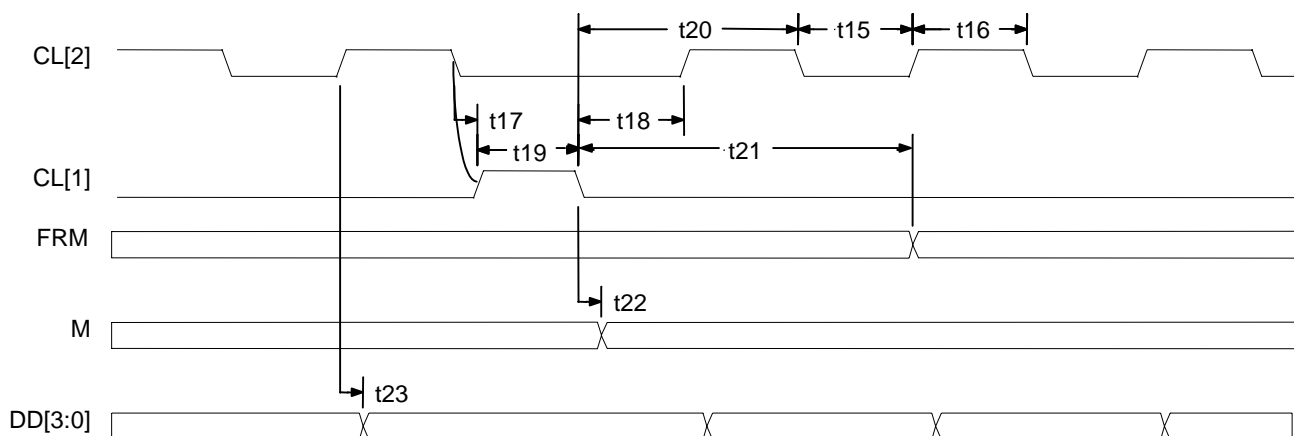 t20 t15 t16
CL[2]
t17 t18
t19 t21
CL[1]
FRM
t22
M
t23
DD[3:0]